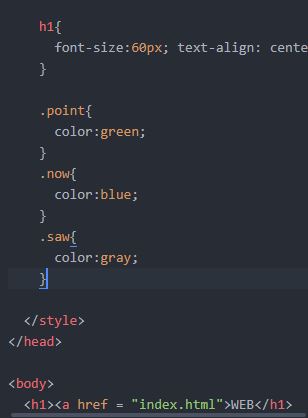 h1{
font-size:60px; text-align: cente
}
.point{
color:green;
}
.now{
color:blue;
}
.saw{
color:gray;
}
</style>
</head>
<body>
<h1><a href = "index.html">WEB</h1>